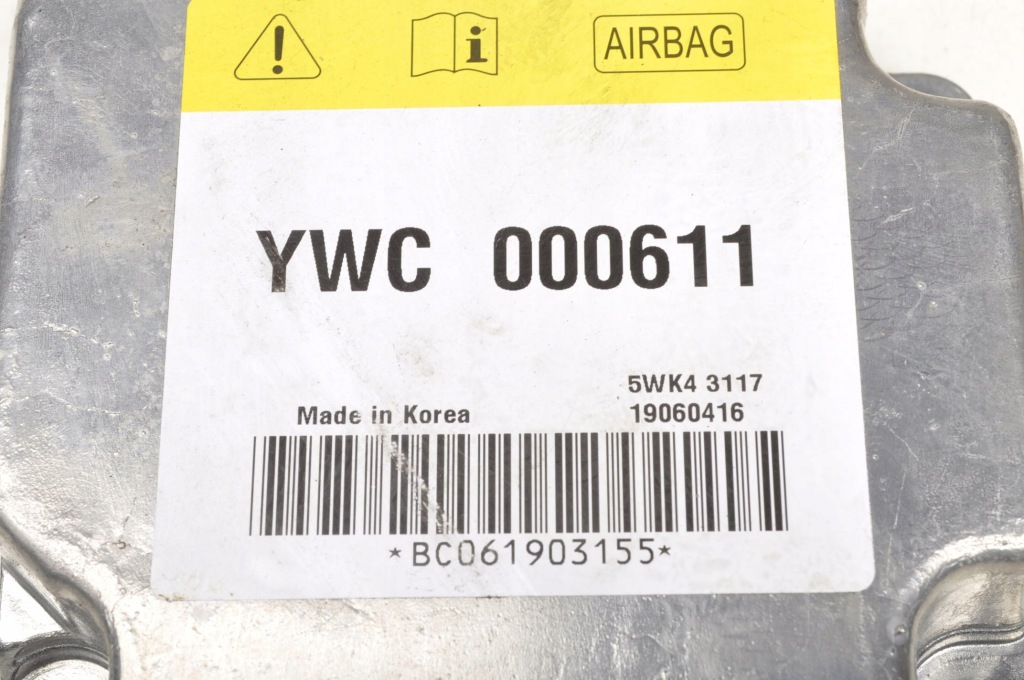 AIRBAG
YWC 000611
5WK4 3117
Made in Korea 19060416
*BC061903155*